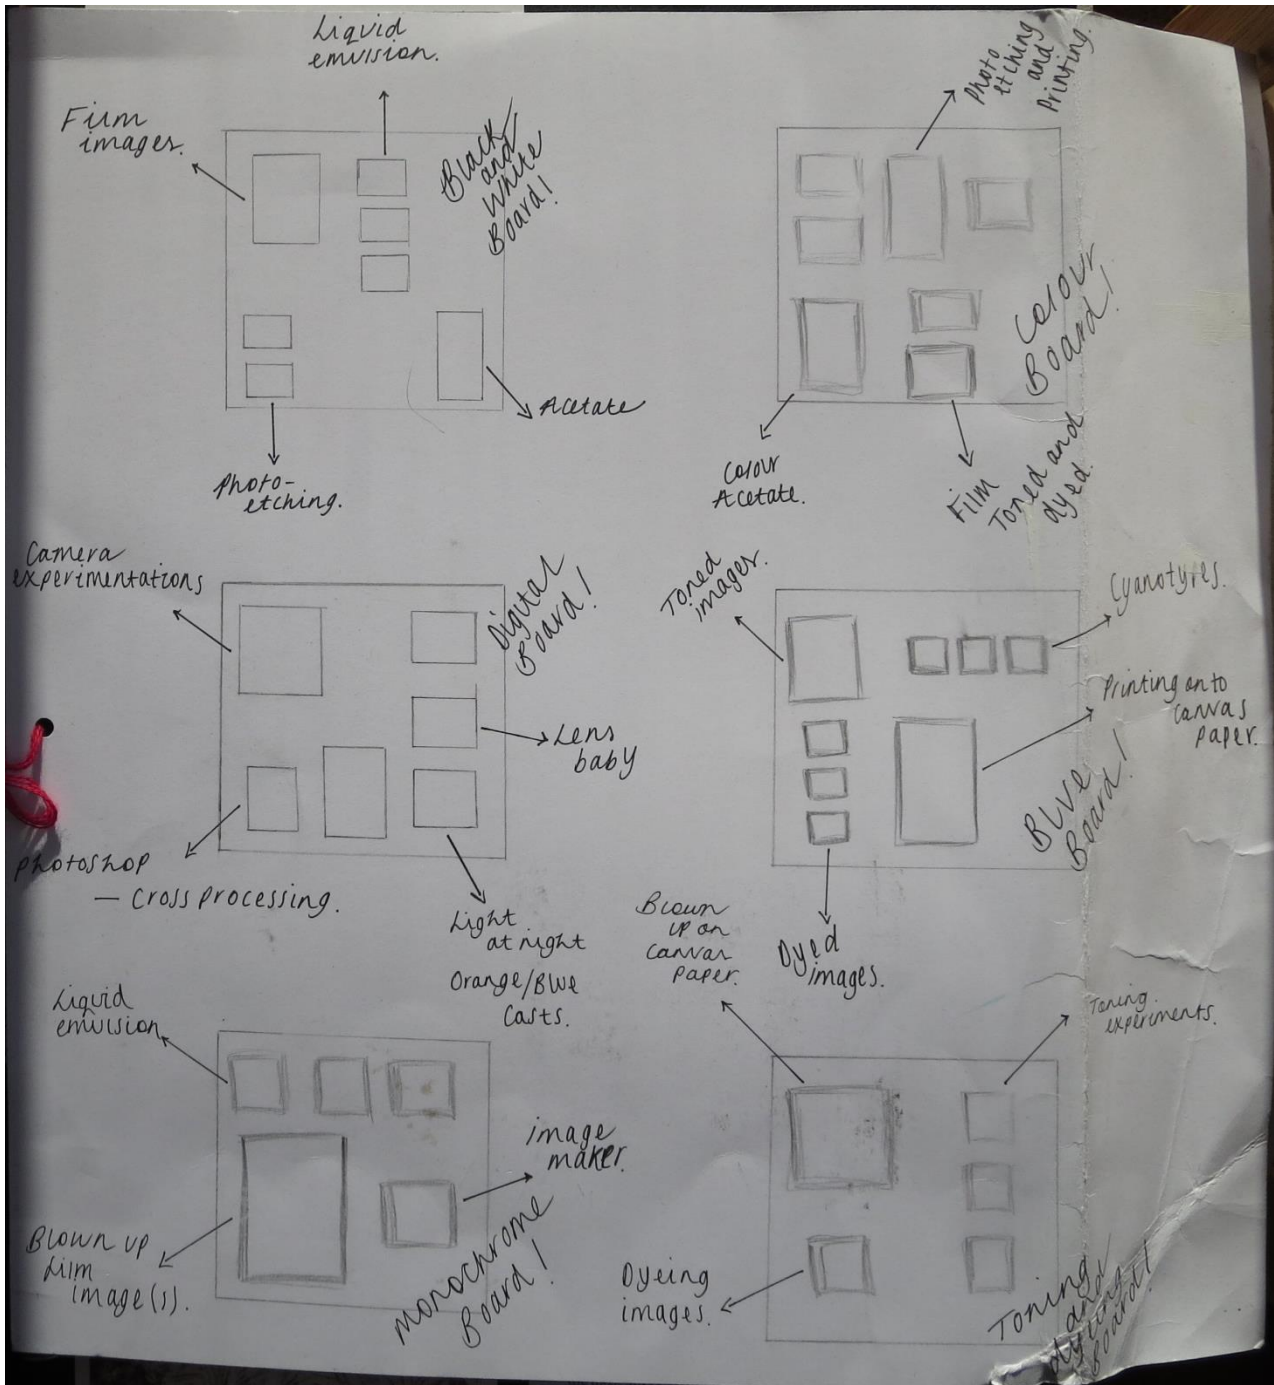 Liquid
emulsion.
Film
images.
Black
and
White
Board!
Acetate
Photo-
etching.
Photo
etching
and
Printing.
Colour
Board!
Colour
Acetate.
Film
Toned and
dyed.
Camera
experimentations
Digital
Board!
Lens
baby
Photoshop
— Cross processing.
Light
at night
Orange/Blue
Casts.
Toned
images.
Cyanotypes.
Printing onto
Canvas
paper.
Blue
Board!
Dyed
images.
Liquid
emulsion
image
maker.
Blown up
film
image(s).
Monochrome
Board!
Blown
up on
Canvas
paper.
Toning
experiments.
Dyeing
images.
Toning
and
dyeing
Board!